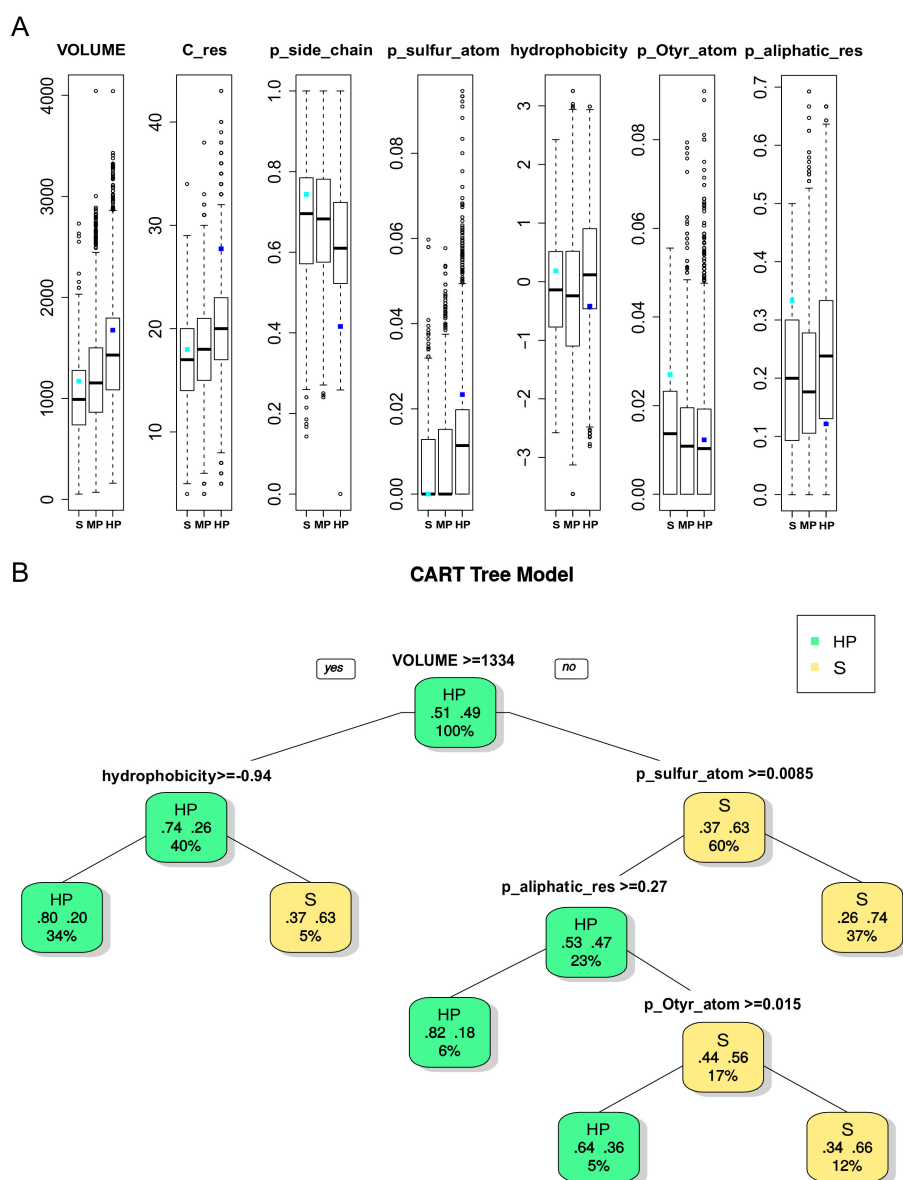 A
VOLUME C_res p_side_chain p_sulfur_atom hydrophobicity p_Otyr_atom p_aliphatic_res
0 1000 2000 3000 4000
10 20 30 40
0.0 0.2 0.4 0.6 0.8 1.0
0.00 0.02 0.04 0.06 0.08
−3 −2 −1 0 1 2 3
0.00 0.02 0.04 0.06 0.08
0.0 0.1 0.2 0.3 0.4 0.5 0.6 0.7
S MP HP S MP HP S MP HP S MP HP S MP HP S MP HP S MP HP
B
CART Tree Model
HP
S
VOLUME >=1334
yes
no
HP
.51 .49
100%
hydrophobicity>=-0.94
p_sulfur_atom >=0.0085
HP
.74 .26
40%
S
.37 .63
60%
p_aliphatic_res >=0.27
HP
.80 .20
34%
S
.37 .63
5%
HP
.53 .47
23%
S
.26 .74
37%
p_Otyr_atom >=0.015
HP
.82 .18
6%
S
.44 .56
17%
HP
.64 .36
5%
S
.34 .66
12%